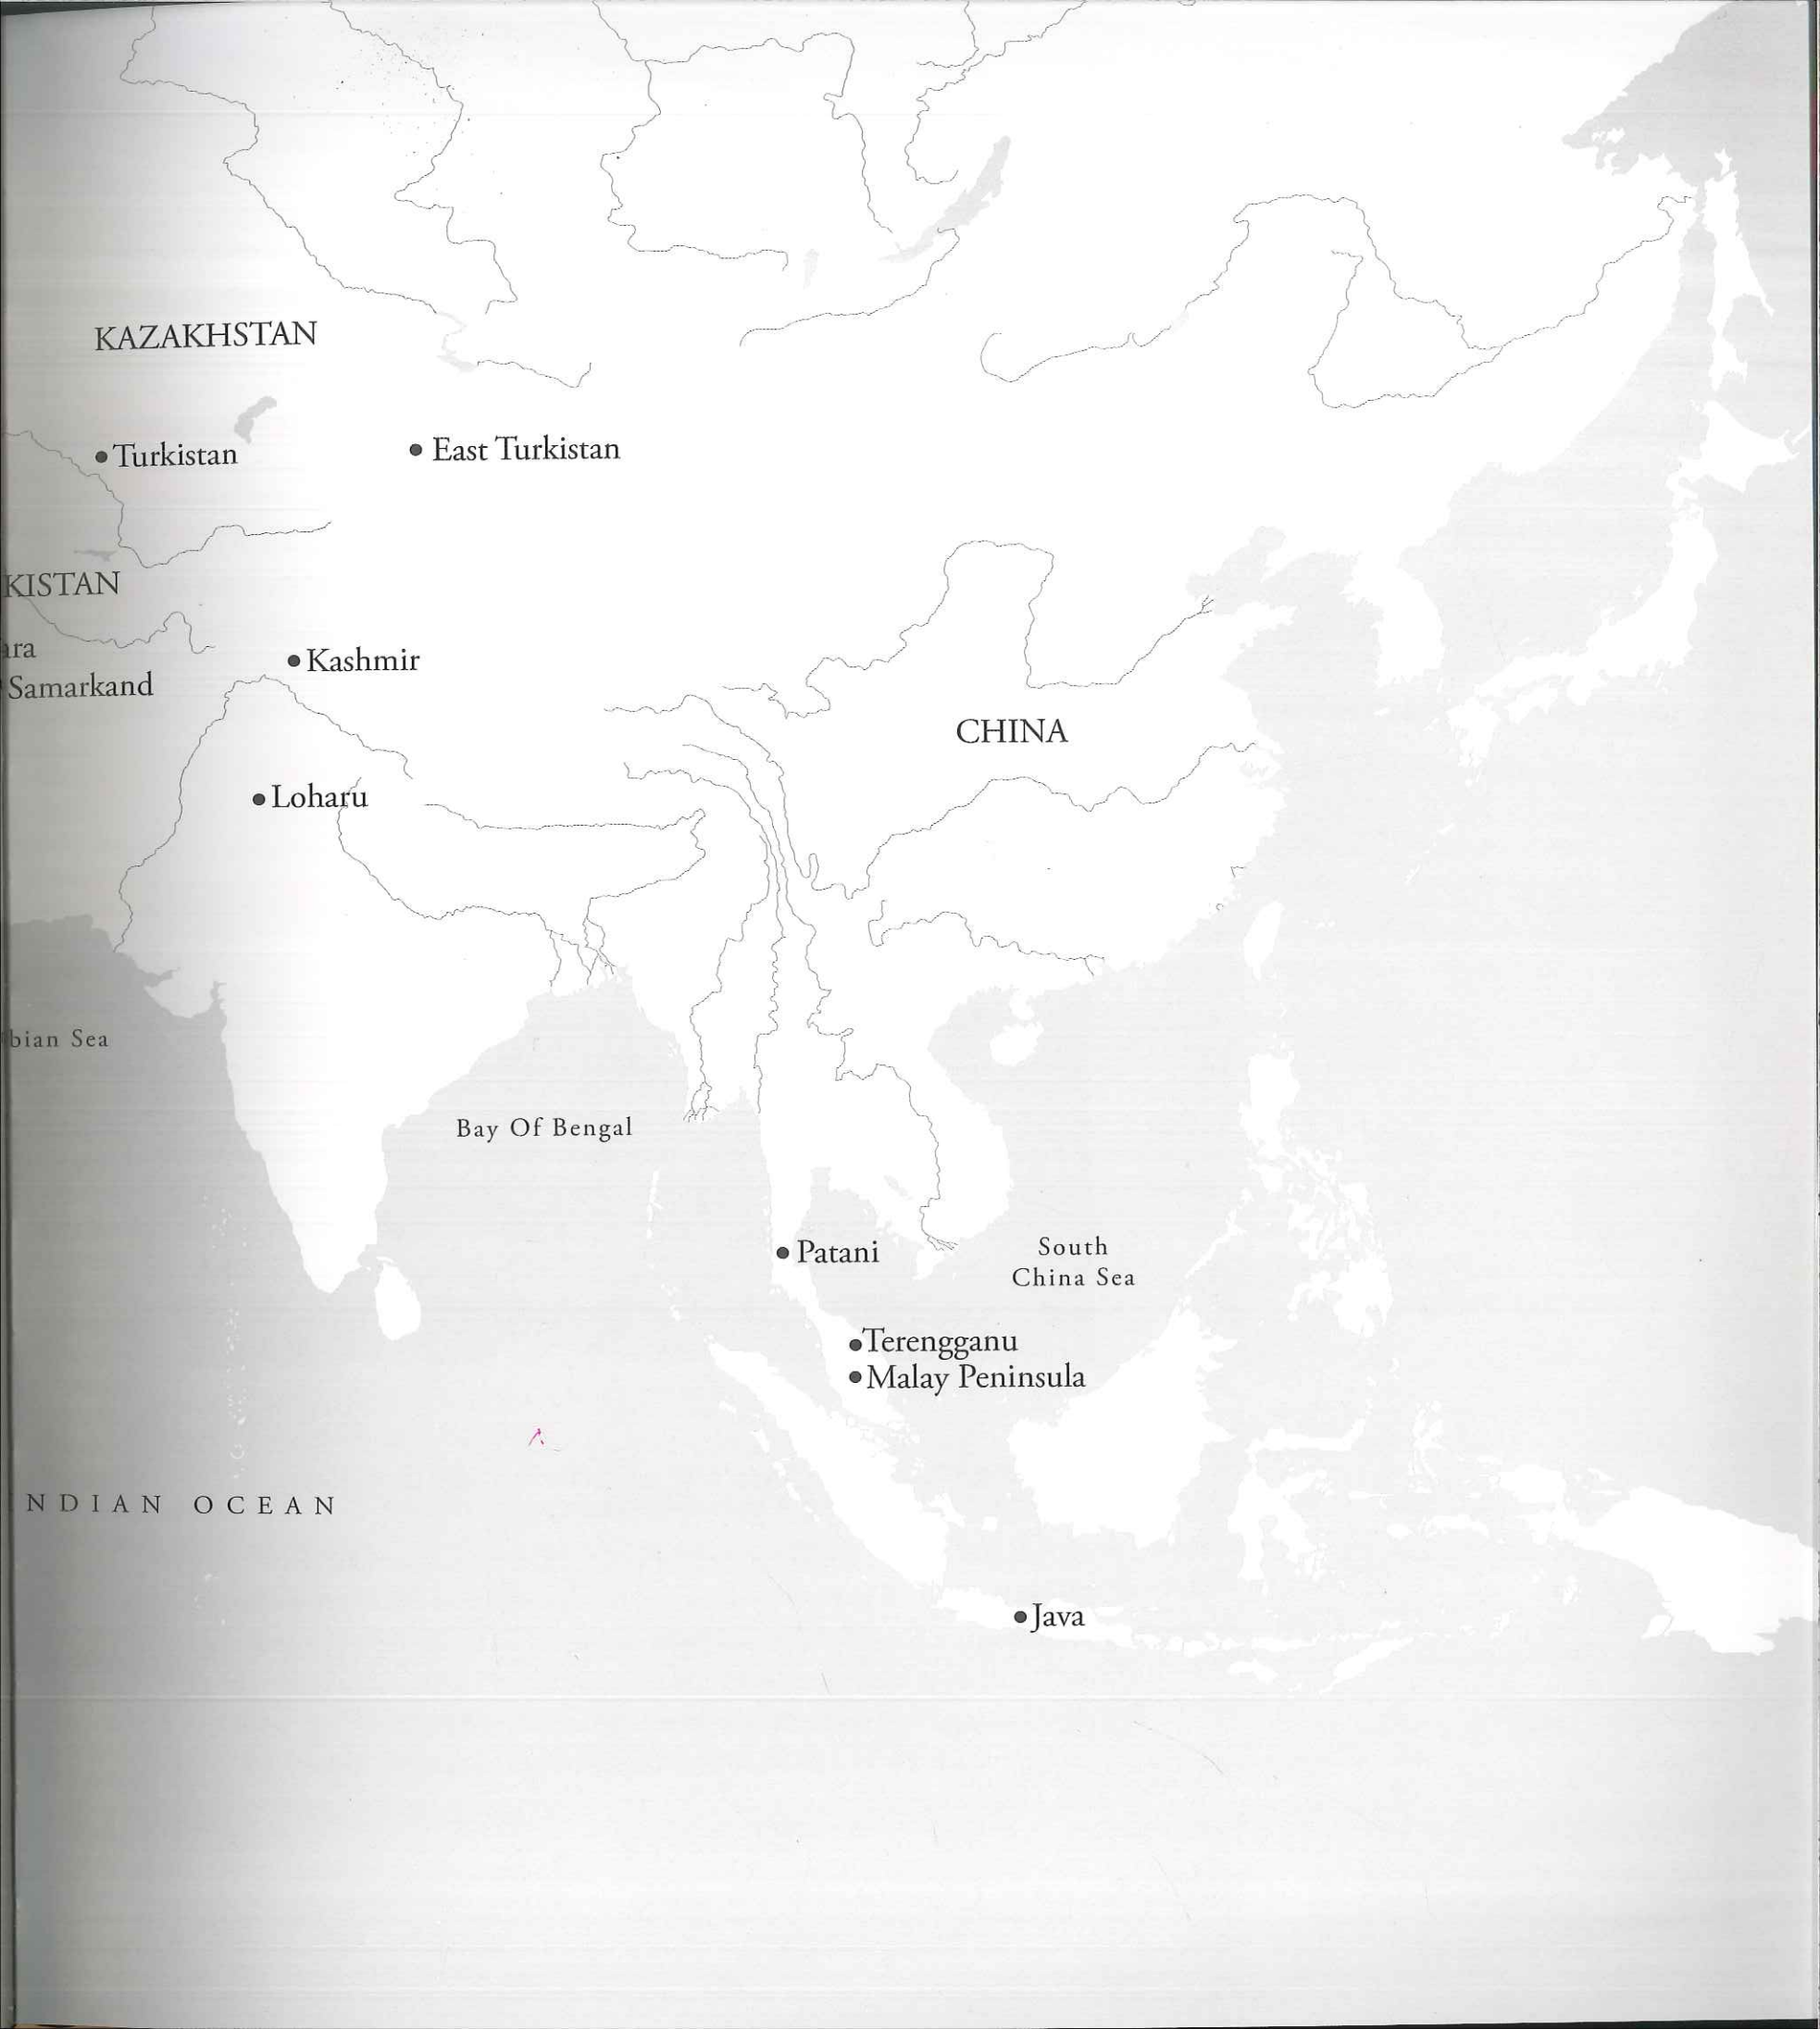 KAZAKHSTAN
Turkistan
East Turkistan
KISTAN
ara
Kashmir
Samarkand
CHINA
Loharu
bian Sea
Bay Of Bengal
Patani
South
China Sea
Terengganu
Malay Peninsula
NDIAN OCEAN
Java